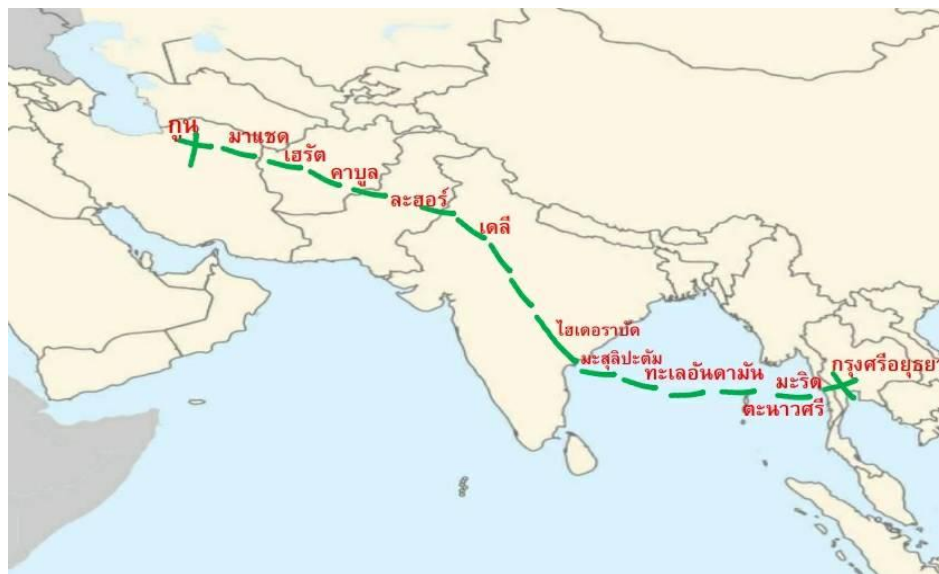 กูน
มาแชด
เฮรัต
คาบูล
ละฮอร์
เดลี
ไฮเดอราบัด
มะสุลิปะตัม
ทะเลอันดามัน
มะริด
ตะนาวศรี
กรุงศรีอยุธยา